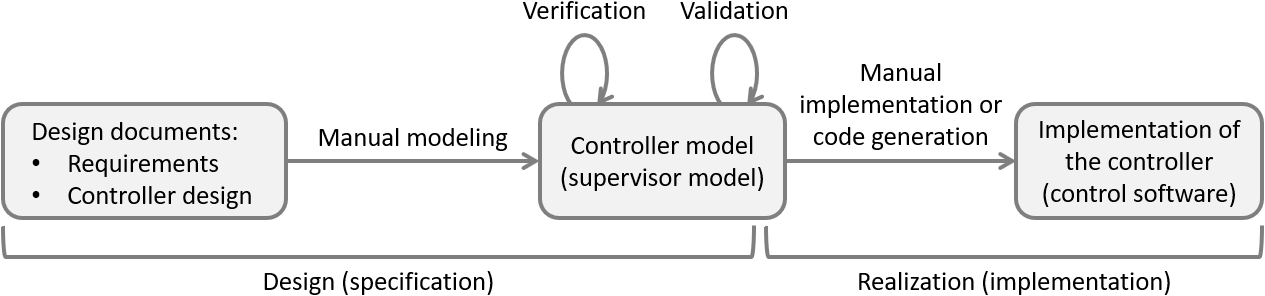 Verification
Validation
Design documents:
• Requirements
• Controller design
Manual modeling
Controller model
(supervisor model)
Manual
implementation or
code generation
Implementation of
the controller
(control software)
Design (specification)
Realization (implementation)